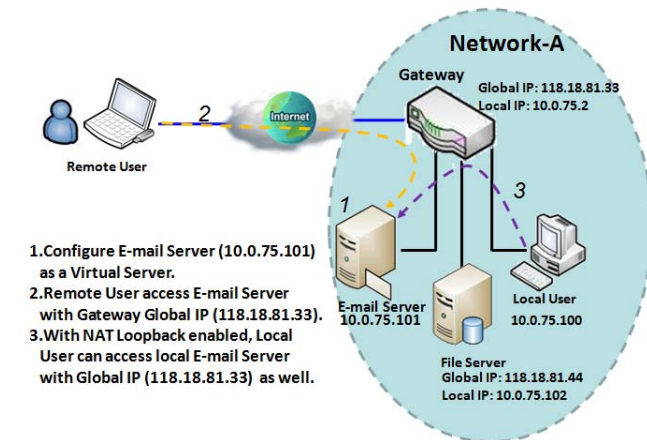 Network-A
Gateway
Global IP: 118.18.81.33
Local IP: 10.0.75.2
2
Internet
Remote User
1
3
1.Configure E-mail Server (10.0.75.101)
as a Virtual Server.
2.Remote User access E-mail Server
with Gateway Global IP (118.18.81.33).
3.With NAT Loopback enabled, Local
User can access local E-mail Server
with Global IP (118.18.81.33) as well.
E-mail Server
10.0.75.101
Local User
10.0.75.100
File Server
Global IP: 118.18.81.44
Local IP: 10.0.75.102